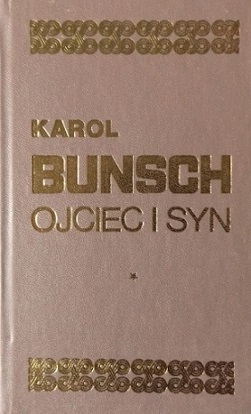 KAROL
BUNSCH
OJCIEC I SYN
*